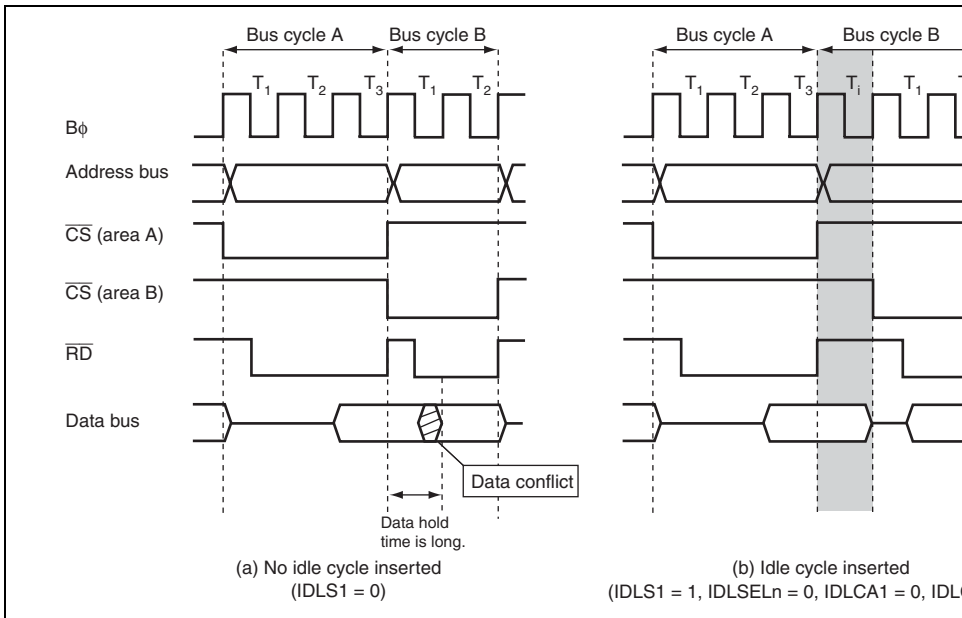 Bus cycle A
Bus cycle B
T1 T2 T3 T1 T2
Bφ
Address bus
CS (area A)
CS (area B)
RD
Data bus
Data conflict
Data hold
time is long.
(a) No idle cycle inserted
(IDLS1 = 0)
Bus cycle A
Bus cycle B
T1 T2 T3 Ti T1
(b) Idle cycle inserted
(IDLS1 = 1, IDLSELn = 0, IDLCA1 = 0,